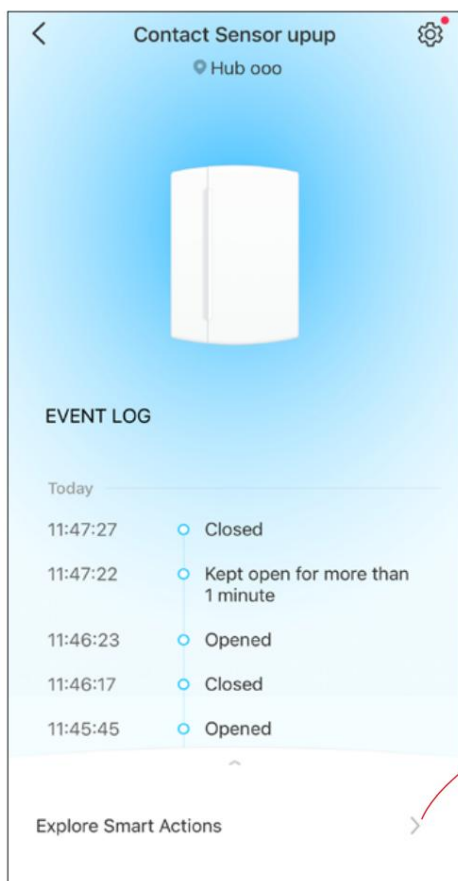 Contact Sensor upup
Hub ooo
EVENT LOG
Today
11:47:27 Closed
11:47:22 Kept open for more than
1 minute
11:46:23 Opened
11:46:17 Closed
11:45:45 Opened
Explore Smart Actions